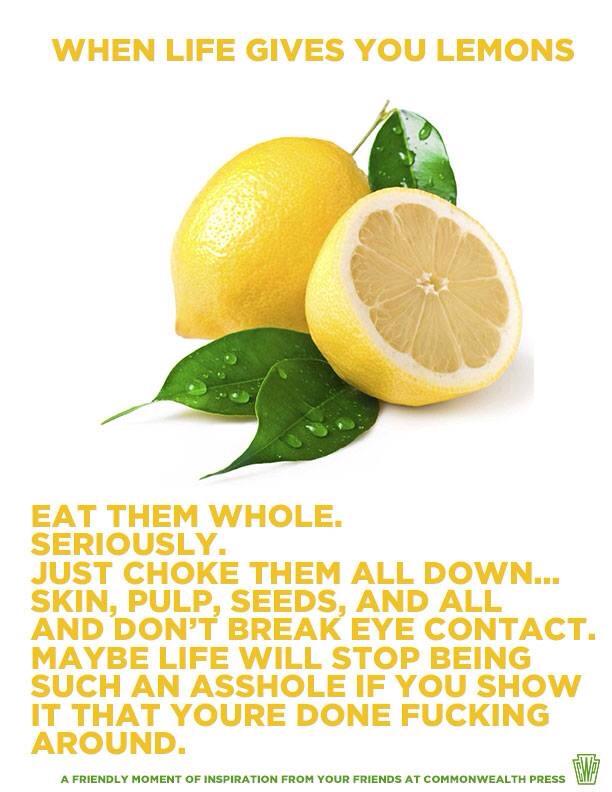 WHEN LIFE GIVES YOU LEMONS
EAT THEM WHOLE.
SERIOUSLY.
JUST CHOKE THEM ALL DOWN...
SKIN, PULP, SEEDS, AND ALL
AND DON'T BREAK EYE CONTACT.
MAYBE LIFE WILL STOP BEING
SUCH AN ASSHOLE IF YOU SHOW
IT THAT YOURE DONE FUCKING
AROUND.
A FRIENDLY MOMENT OF INSPIRATION FROM YOUR FRIENDS AT COMMONWEALTH PRESS
CWP